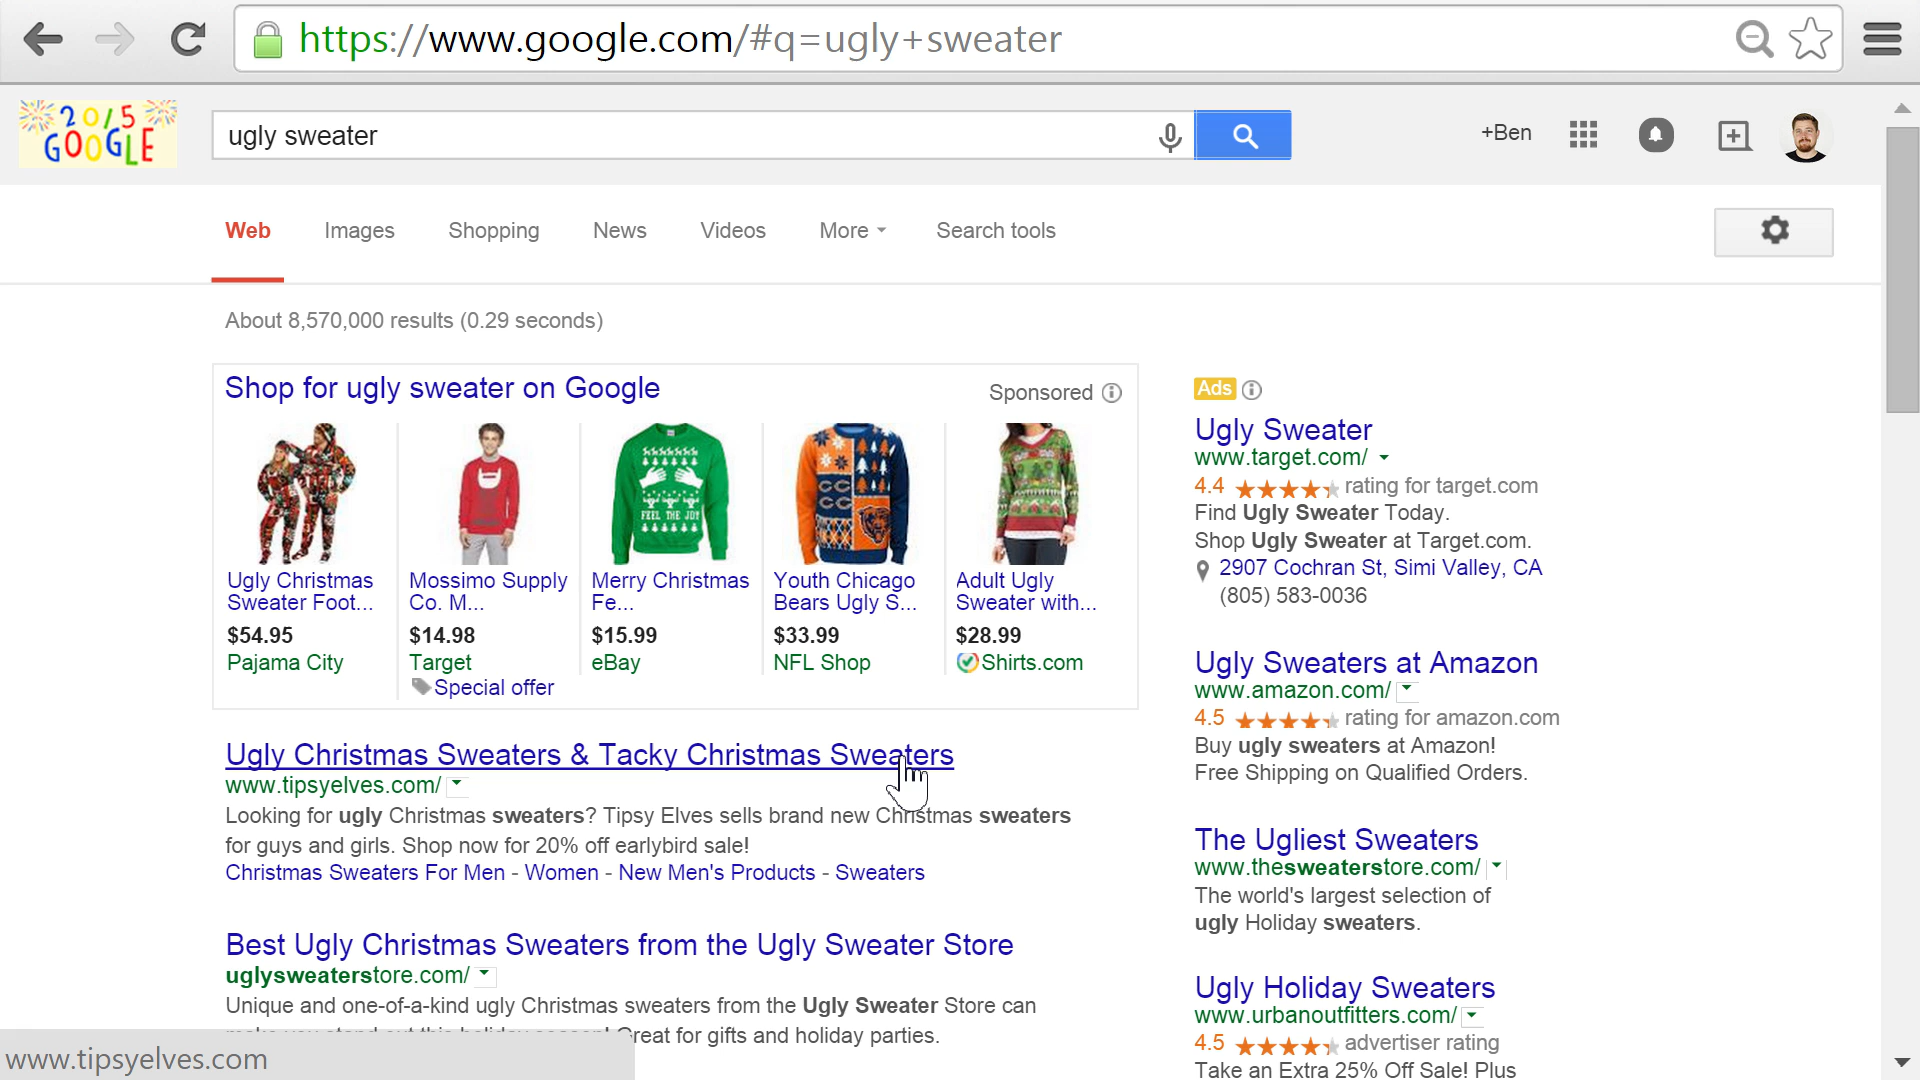 https://www.google.com/#q=ugly+sweater
2015
GOOGLE
ugly sweater
+Ben
Web
Images
Shopping
News
Videos
More
Search tools
About 8,570,000 results (0.29 seconds)
Shop for ugly sweater on Google
Sponsored
FEEL THE JOY
Ugly Christmas
Sweater Foot...
$54.95
Pajama City
Mossimo Supply
Co. M...
$14.98
Target
Special offer
Merry Christmas
Fe...
$15.99
eBay
Youth Chicago
Bears Ugly S...
$33.99
NFL Shop
Adult Ugly
Sweater with...
$28.99
Shirts.com
Ugly Christmas Sweaters & Tacky Christmas Sweaters
www.tipsyelves.com/
Looking for ugly Christmas sweaters? Tipsy Elves sells brand new Christmas sweaters
for guys and girls. Shop now for 20% off earlybird sale!
Christmas Sweaters For Men - Women - New Men's Products - Sweaters
Best Ugly Christmas Sweaters from the Ugly Sweater Store
uglysweaterstore.com/
Unique and one-of-a-kind ugly Christmas sweaters from the Ugly Sweater Store can
make you stand out this holiday season! Great for gifts and holiday parties.
www.tipsyelves.com
Ads
Ugly Sweater
www.target.com/
4.4 rating for target.com
Find Ugly Sweater Today.
Shop Ugly Sweater at Target.com.
2907 Cochran St, Simi Valley, CA
(805) 583-0036
Ugly Sweaters at Amazon
www.amazon.com/
4.5 rating for amazon.com
Buy ugly sweaters at Amazon!
Free Shipping on Qualified Orders.
The Ugliest Sweaters
www.thesweaterstore.com/
The world's largest selection of
ugly Holiday sweaters.
Ugly Holiday Sweaters
www.urbanoutfitters.com/
4.5 advertiser rating
Take an Extra 25% Off Sale! Plus